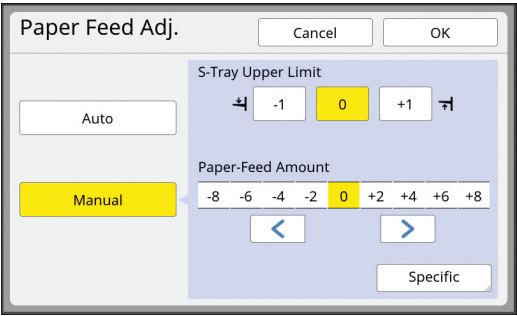 Paper Feed Adj.
Cancel
OK
S-Tray Upper Limit
-1
0
+1
Auto
Paper-Feed Amount
Manual
-8 -6 -4 -2 0 +2 +4 +6 +8
Specific